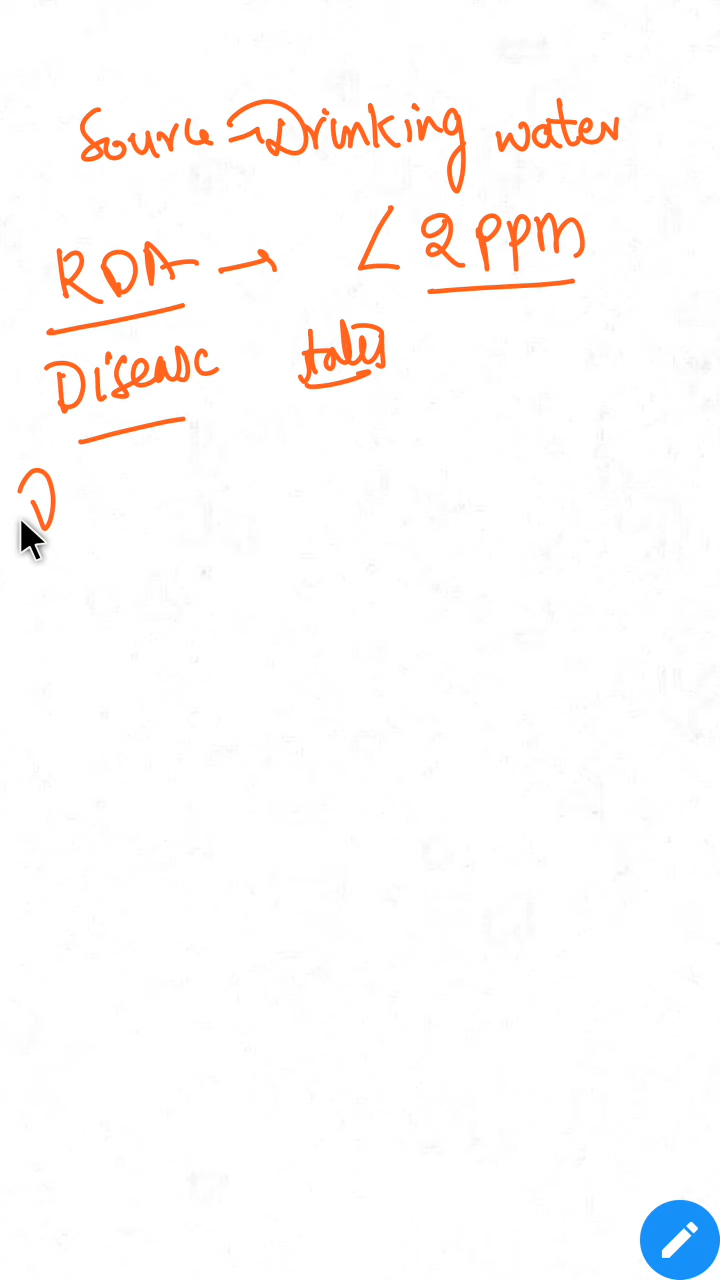 Source → Drinking water
RDA → < 2 ppm
Disease
D